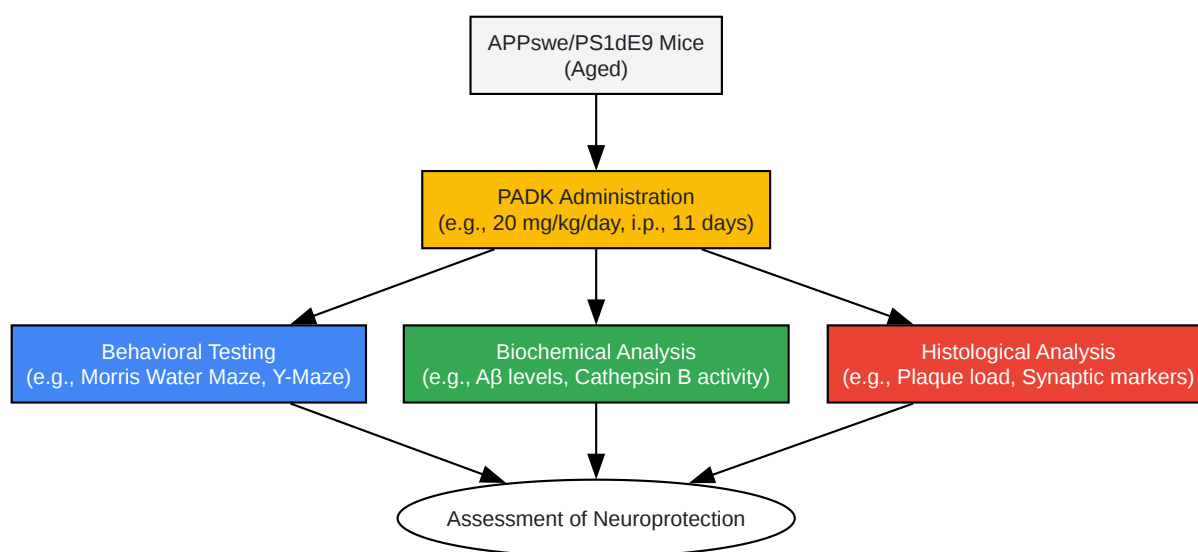 APPswe/PS1dE9 Mice
(Aged)
PADK Administration
(e.g., 20 mg/kg/day, i.p., 11 days)
Behavioral Testing
(e.g., Morris Water Maze, Y-Maze)
Biochemical Analysis
(e.g., Aβ levels, Cathepsin B activity)
Histological Analysis
(e.g., Plaque load, Synaptic markers)
Assessment of Neuroprotection